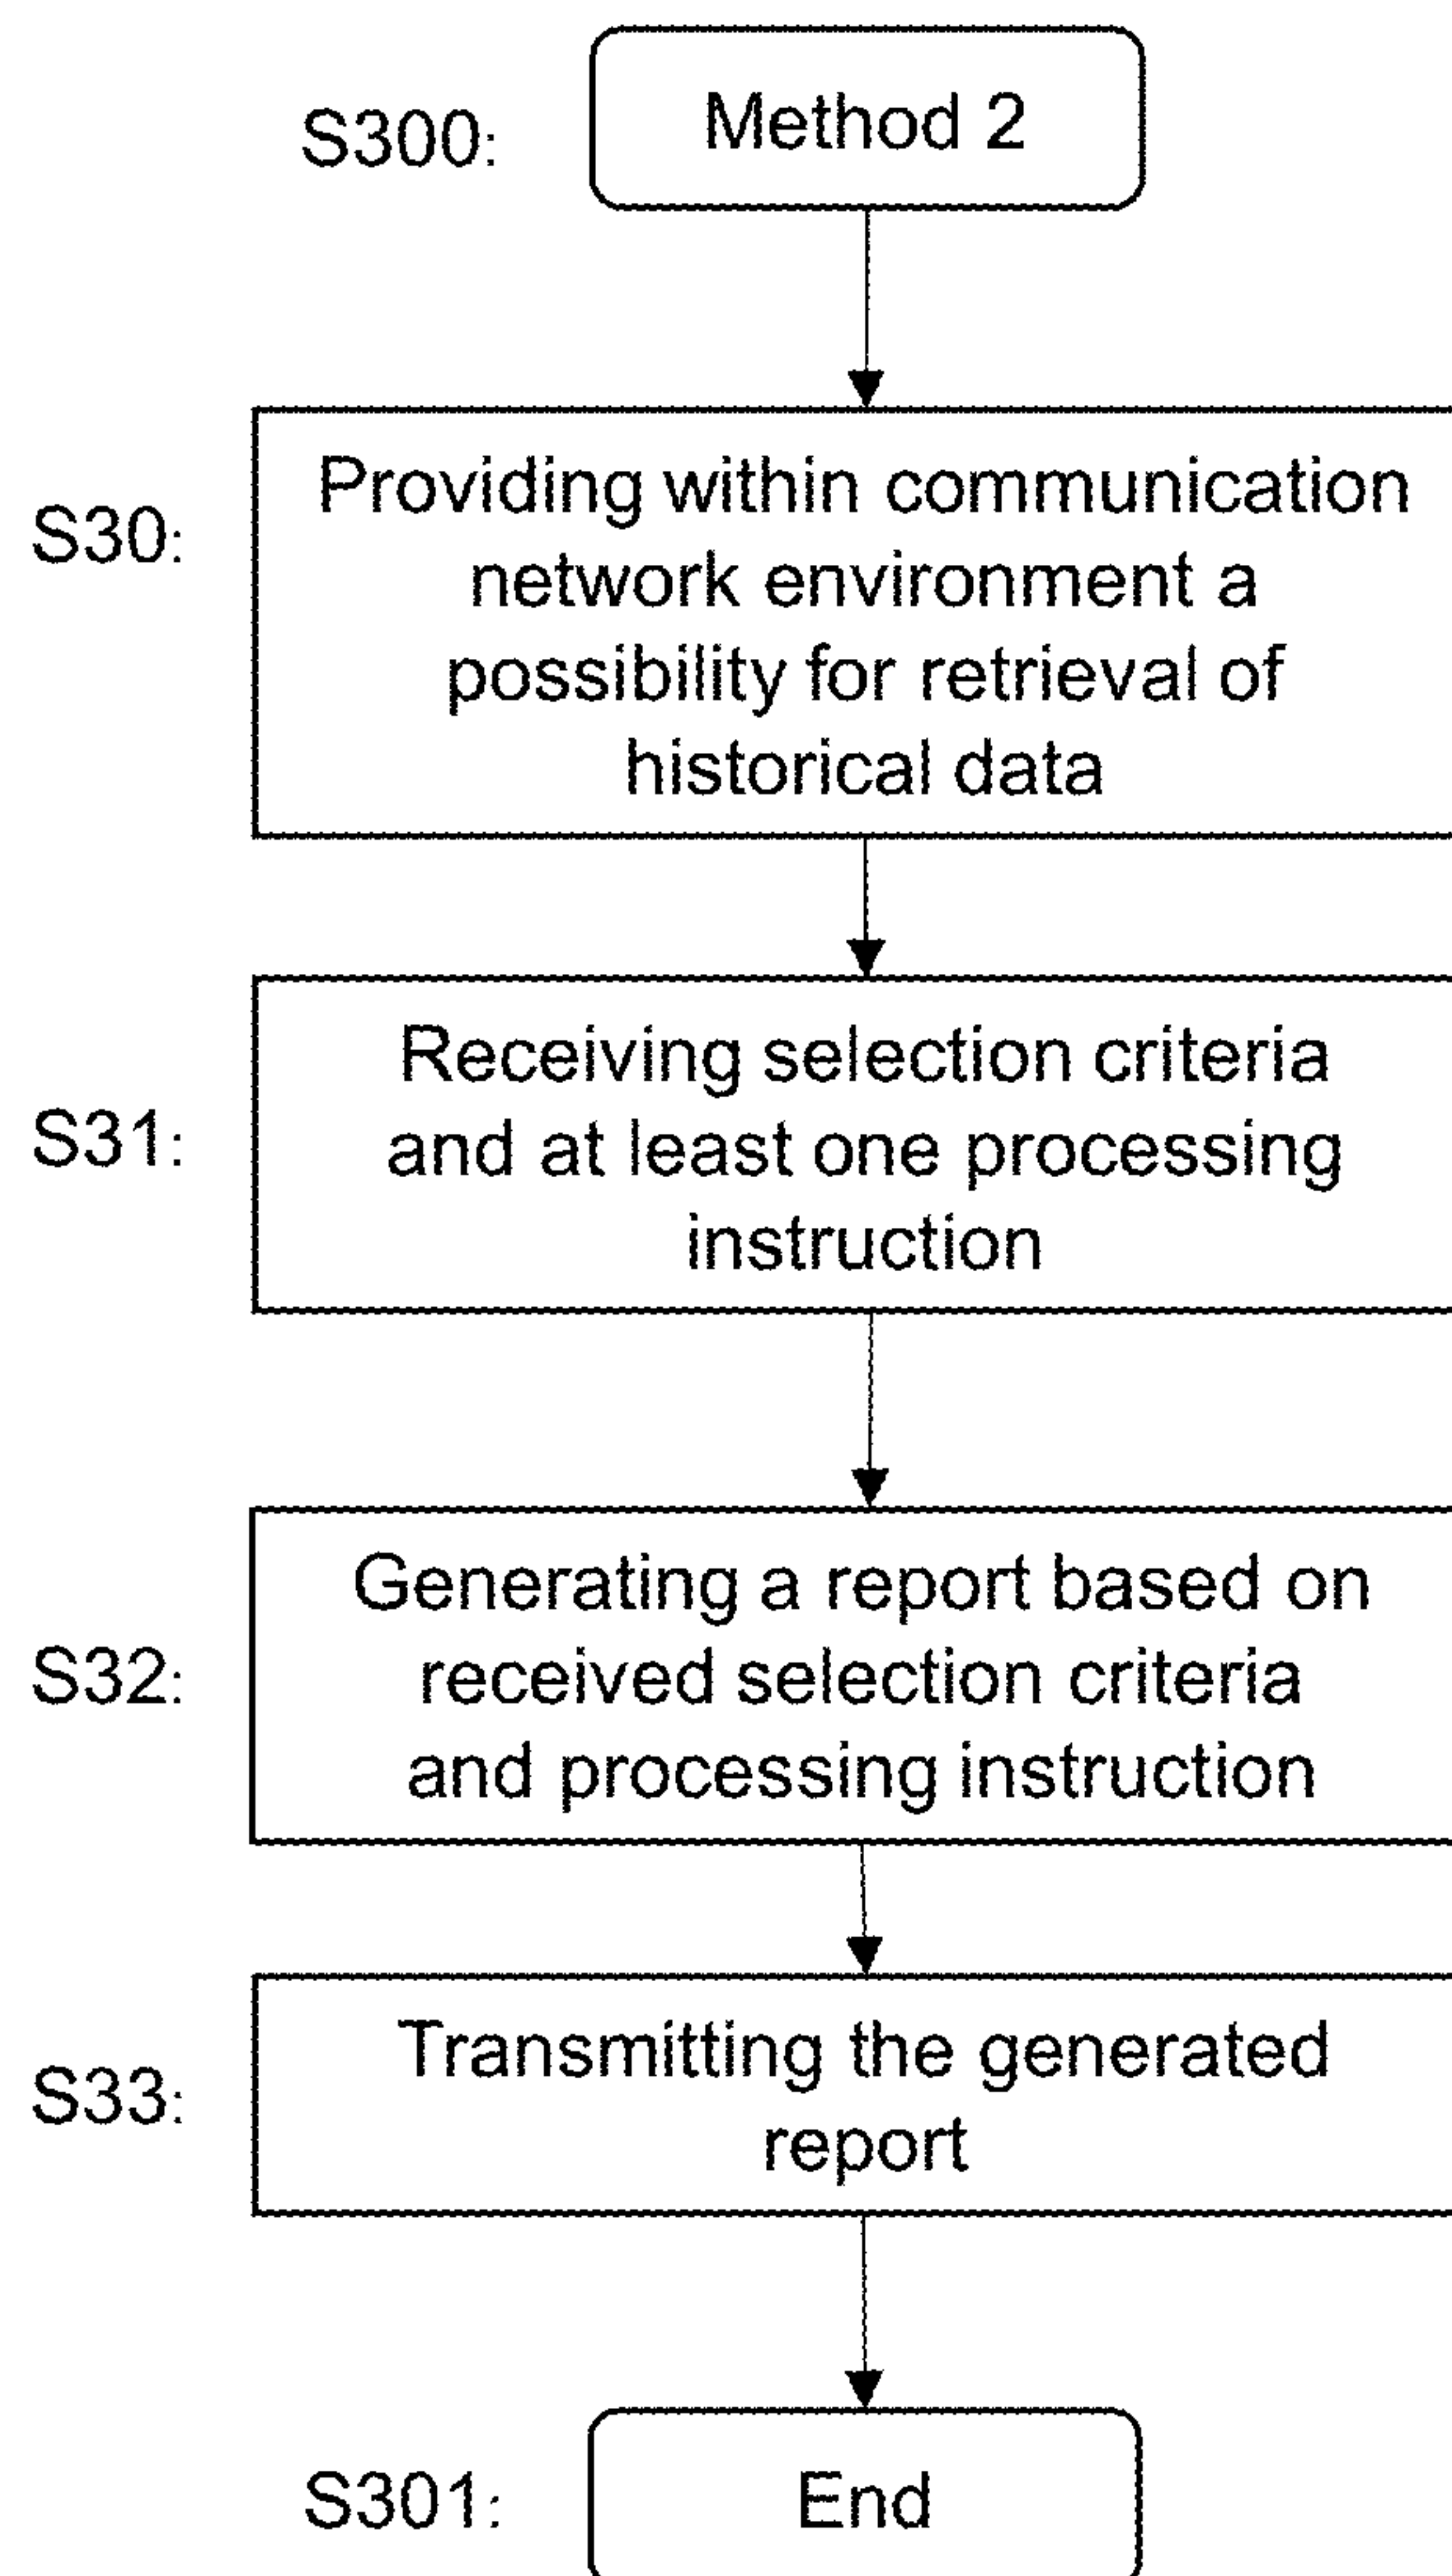 S300:
Method 2
S30:
Providing within communication
network environment a
possibility for retrieval of
historical data
S31:
Receiving selection criteria
and at least one processing
instruction
S32:
Generating a report based on
received selection criteria
and processing instruction
S33:
Transmitting the generated
report
S301:
End